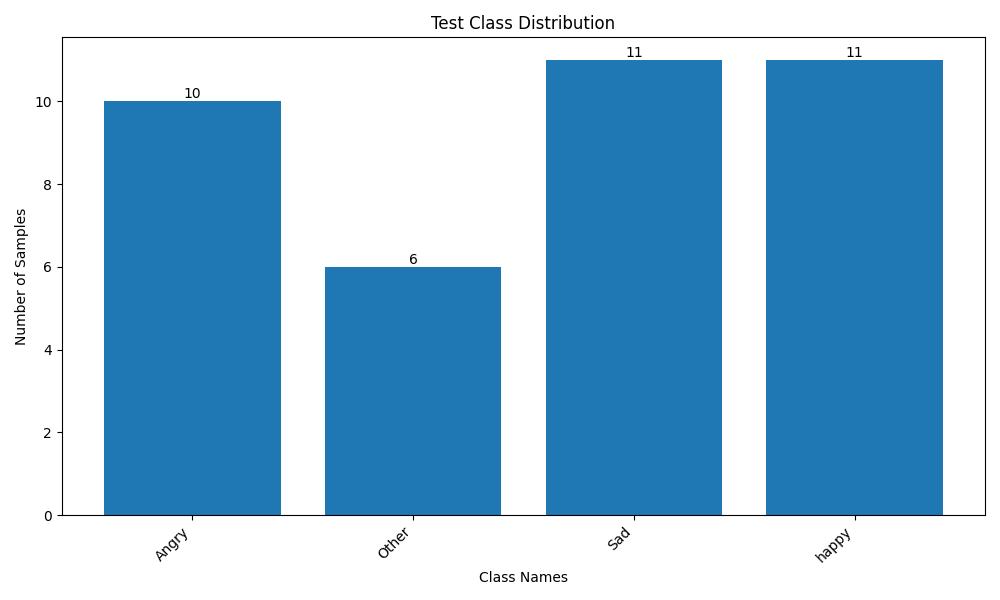 Test Class Distribution
Number of Samples
10
8
6
4
2
0
10
6
11
11
Angry
Other
Sad
happy
Class Names